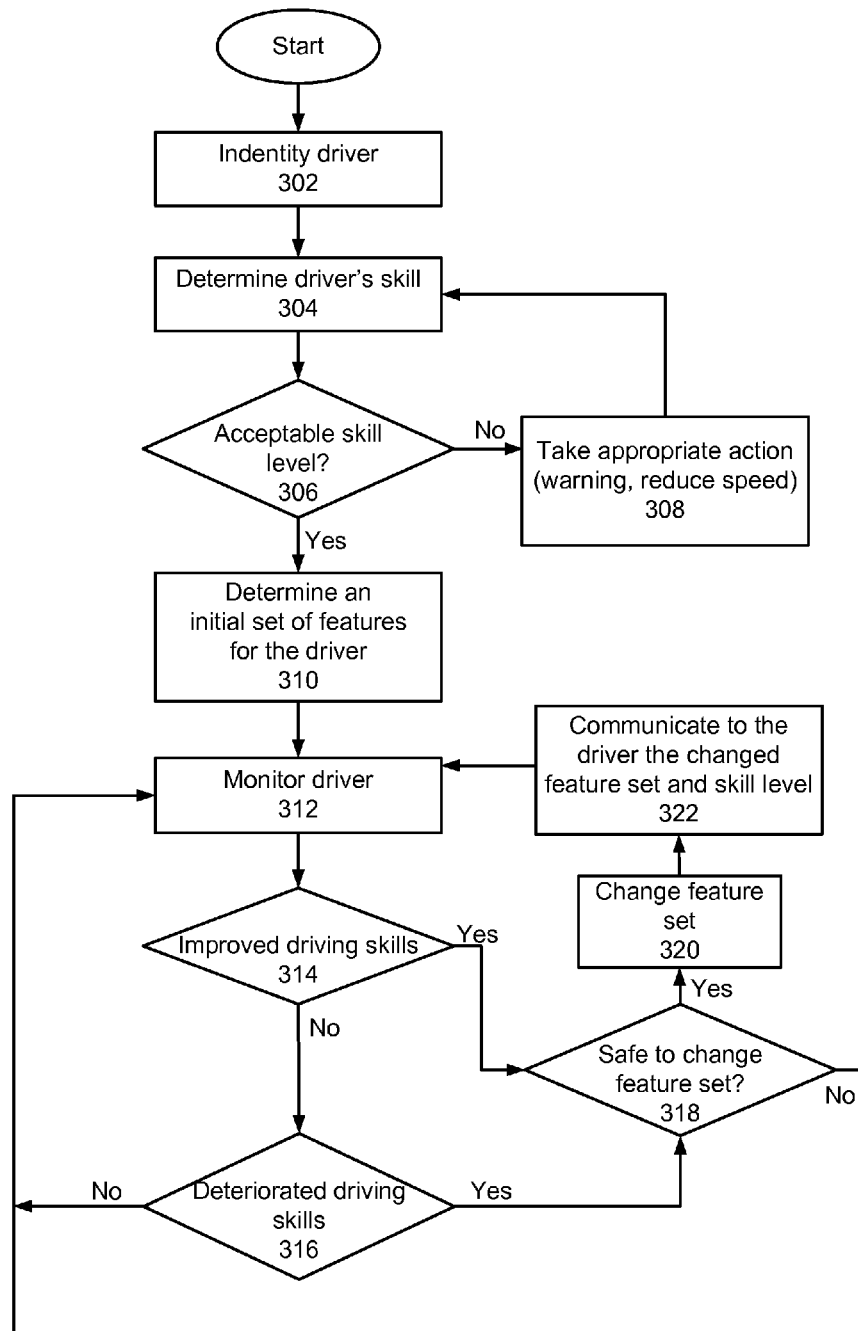 Start
Indentity driver
302
Determine driver's skill
304
Acceptable skill
level?
306
No
Take appropriate action
(warning, reduce speed)
308
Yes
Determine an
initial set of features
for the driver
310
Communicate to the
driver the changed
feature set and skill level
322
Monitor driver
312
Change feature
set
320
Improved driving skills
314
Yes
Yes
No
Safe to change
feature set?
318
No
Deteriorated driving
skills
316
No
Yes